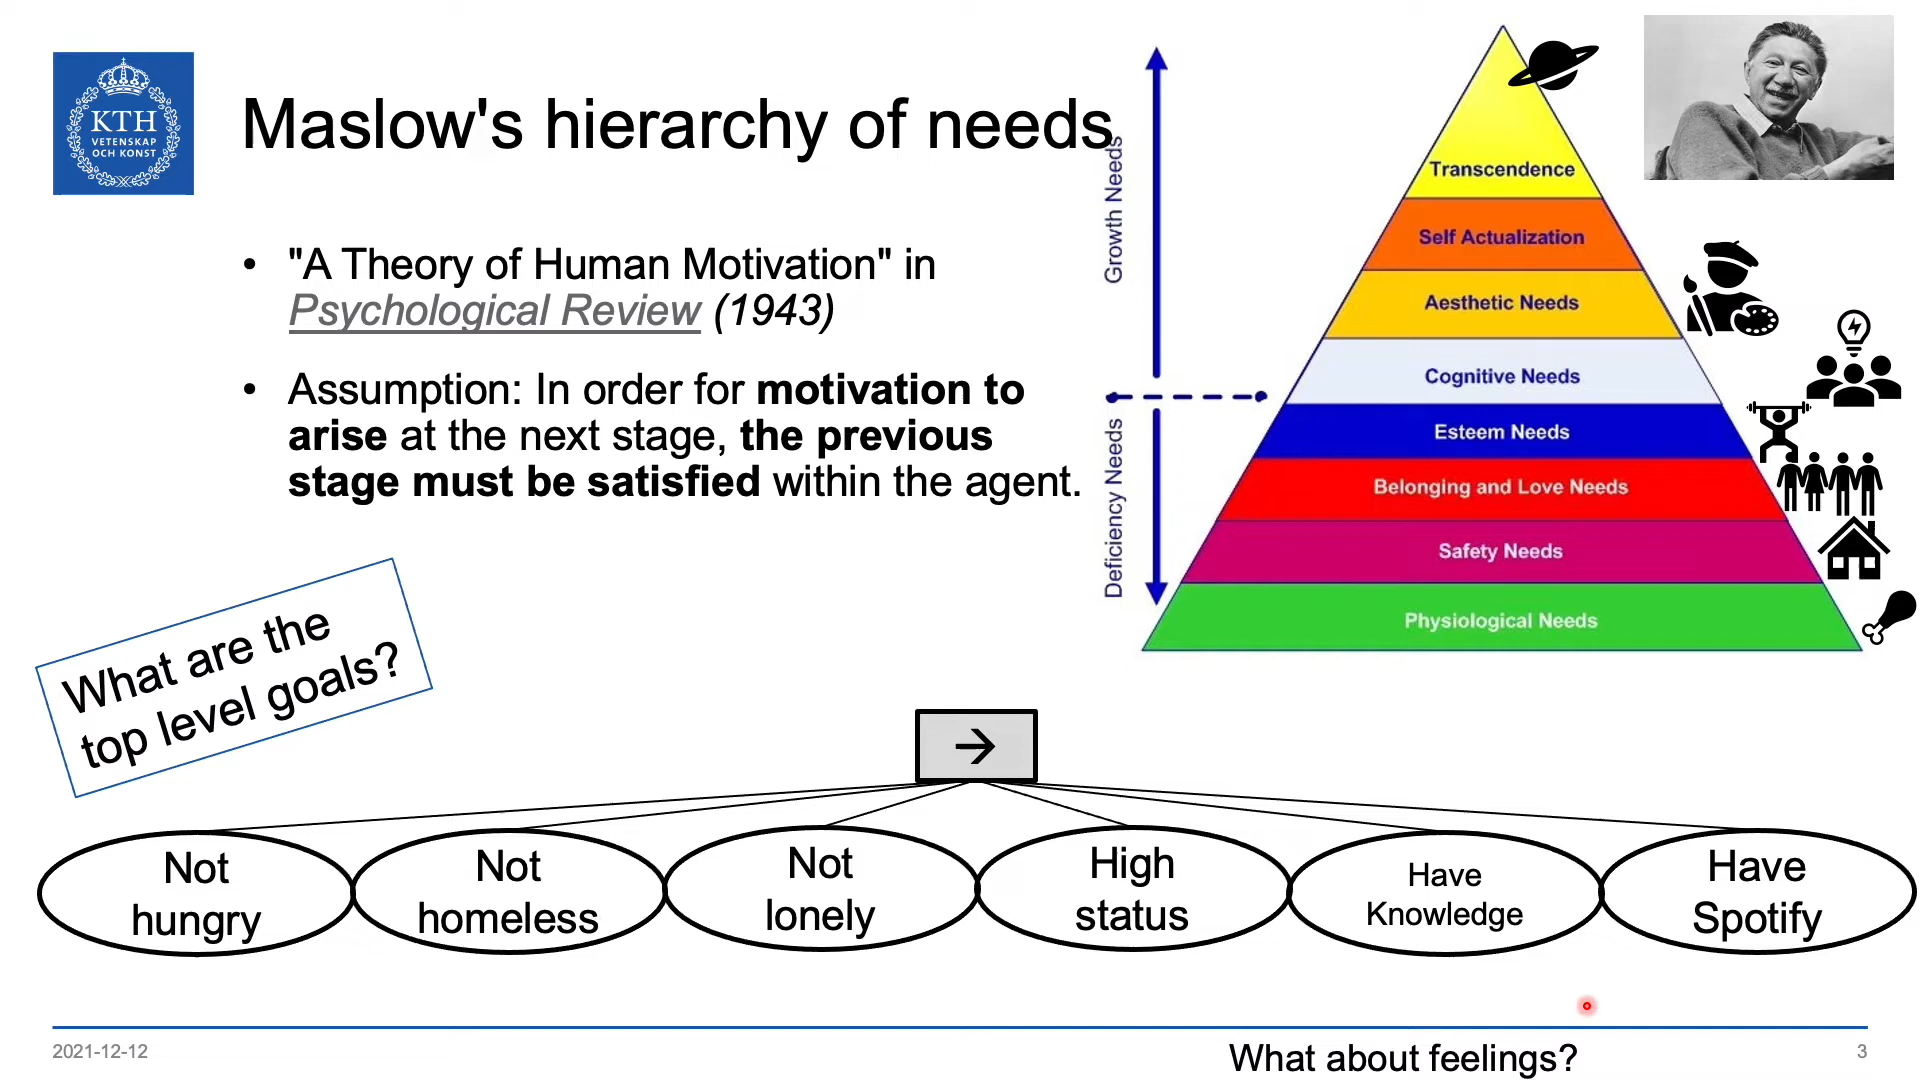 KTH
VETENSKAP
OCH KONST
Maslow's hierarchy of needs
• "A Theory of Human Motivation" in
Psychological Review (1943)
• Assumption: In order for motivation to
arise at the next stage, the previous
stage must be satisfied within the agent.
Growth Needs
Deficiency Needs
Transcendence
Self Actualization
Aesthetic Needs
Cognitive Needs
Esteem Needs
Belonging and Love Needs
Safety Needs
Physiological Needs
What are the
top level goals?
→
Not
hungry
Not
homeless
Not
lonely
High
status
Have
Knowledge
Have
Spotify
2021-12-12
What about feelings?
3